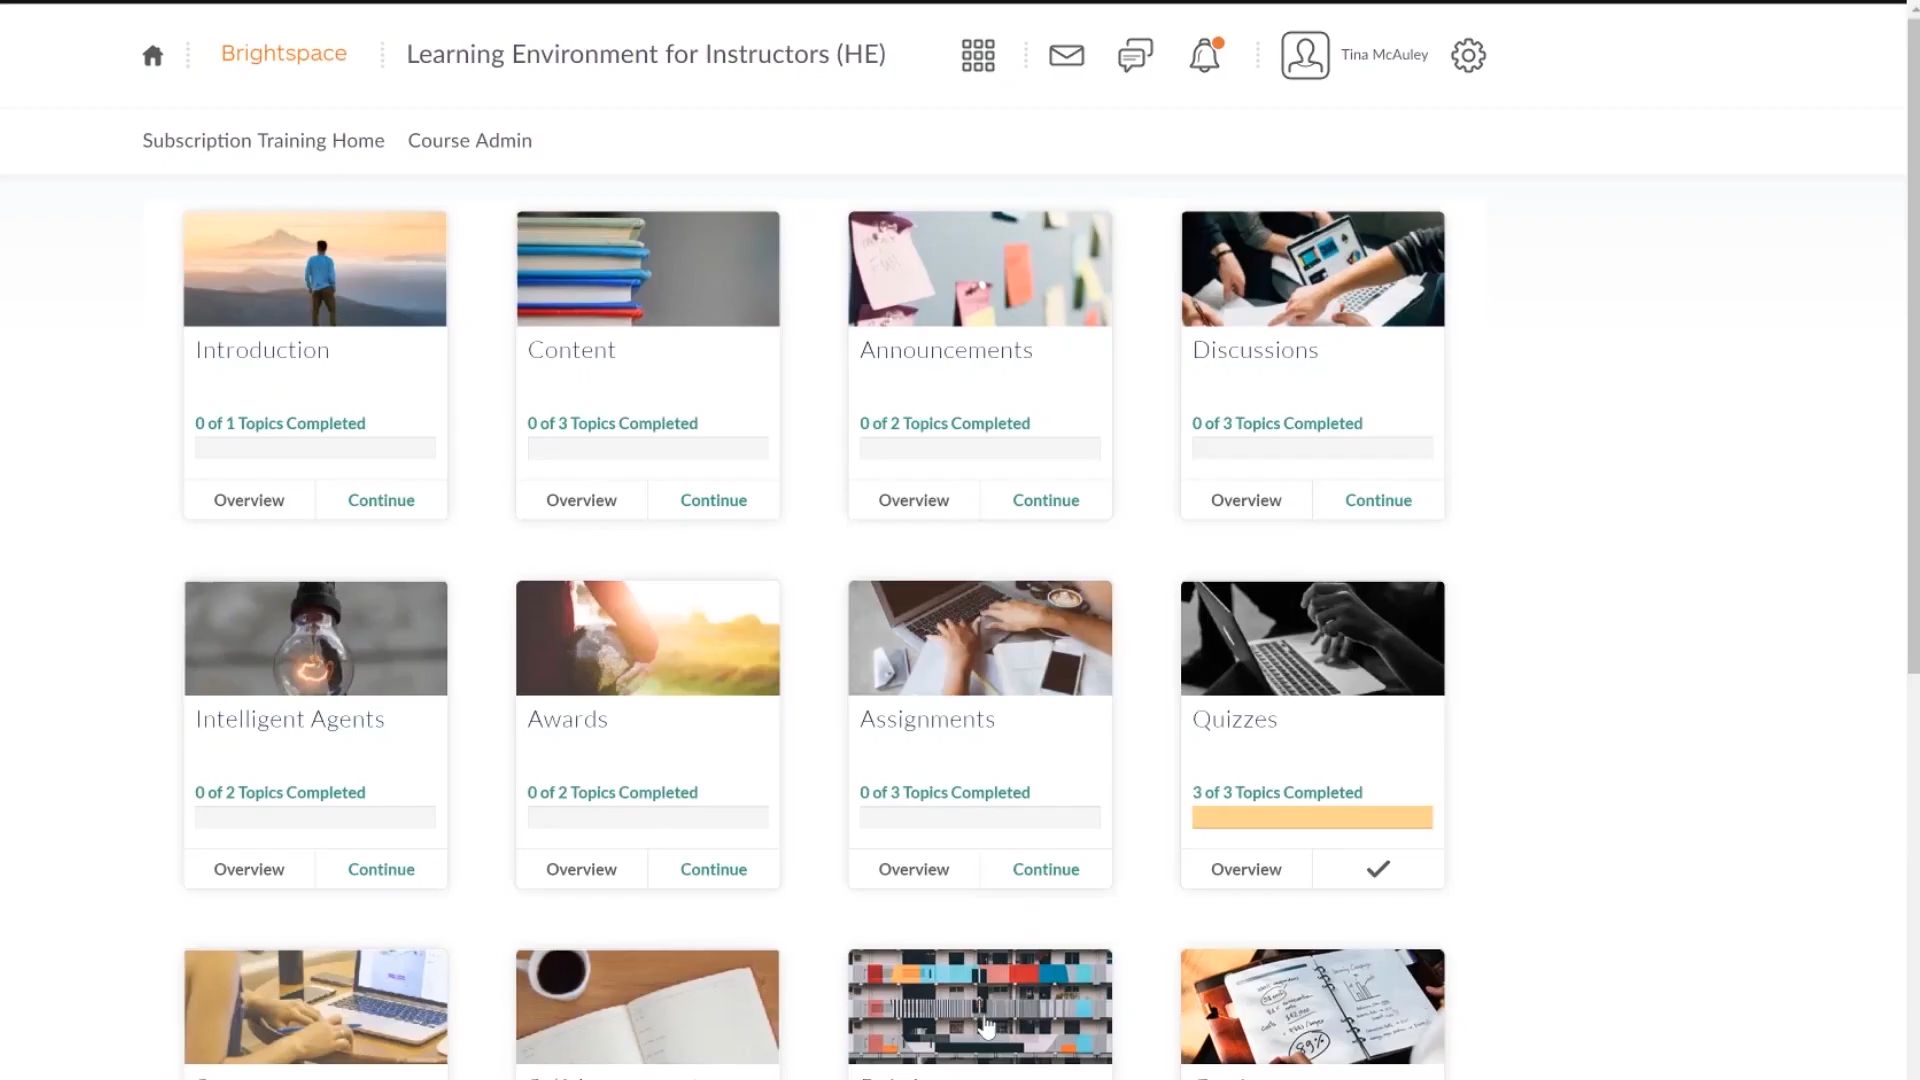 Brightspace
Learning Environment for Instructors (HE)
Tina McAuley
Subscription Training Home Course Admin
Introduction
Content
Announcements
Discussions
0 of 1 Topics Completed
0 of 3 Topics Completed
0 of 2 Topics Completed
0 of 3 Topics Completed
Overview Continue
Overview Continue
Overview Continue
Overview Continue
Intelligent Agents
Awards
Assignments
Quizzes
0 of 2 Topics Completed
0 of 2 Topics Completed
0 of 3 Topics Completed
3 of 3 Topics Completed
Overview Continue
Overview Continue
Overview Continue
Overview
89%